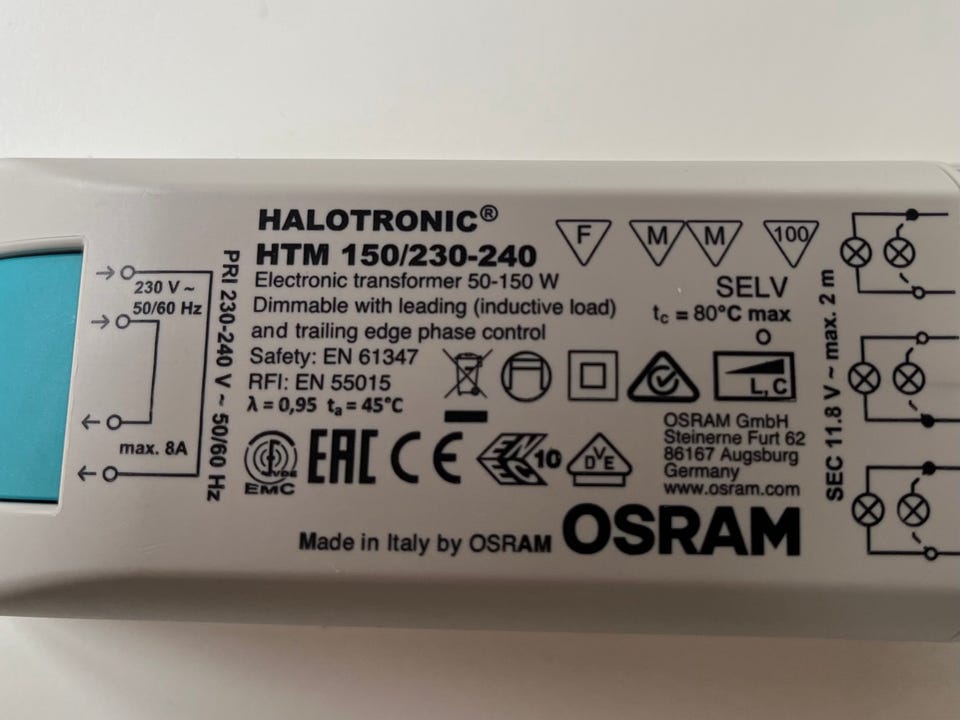 HALOTRONIC®
HTM 150/230-240
Electronic transformer 50-150 W
Dimmable with leading (inductive load)
and trailing edge phase control
Safety: EN 61347
RFI: EN 55015
λ = 0,95 ta = 45°C
F
M M
100
SELV
tc = 80°C max
L,C
230 V ~
50/60 Hz
max. 8A
PRI 230-240 V ~ 50/60 Hz
VDE
EMC
EAC
CE
ENEC 10
DVE
OSRAM GmbH
Steinerne Furt 62
86167 Augsburg
Germany
www.osram.com
Made in Italy by OSRAM
OSRAM
SEC 11.8 V ~ max. 2 m